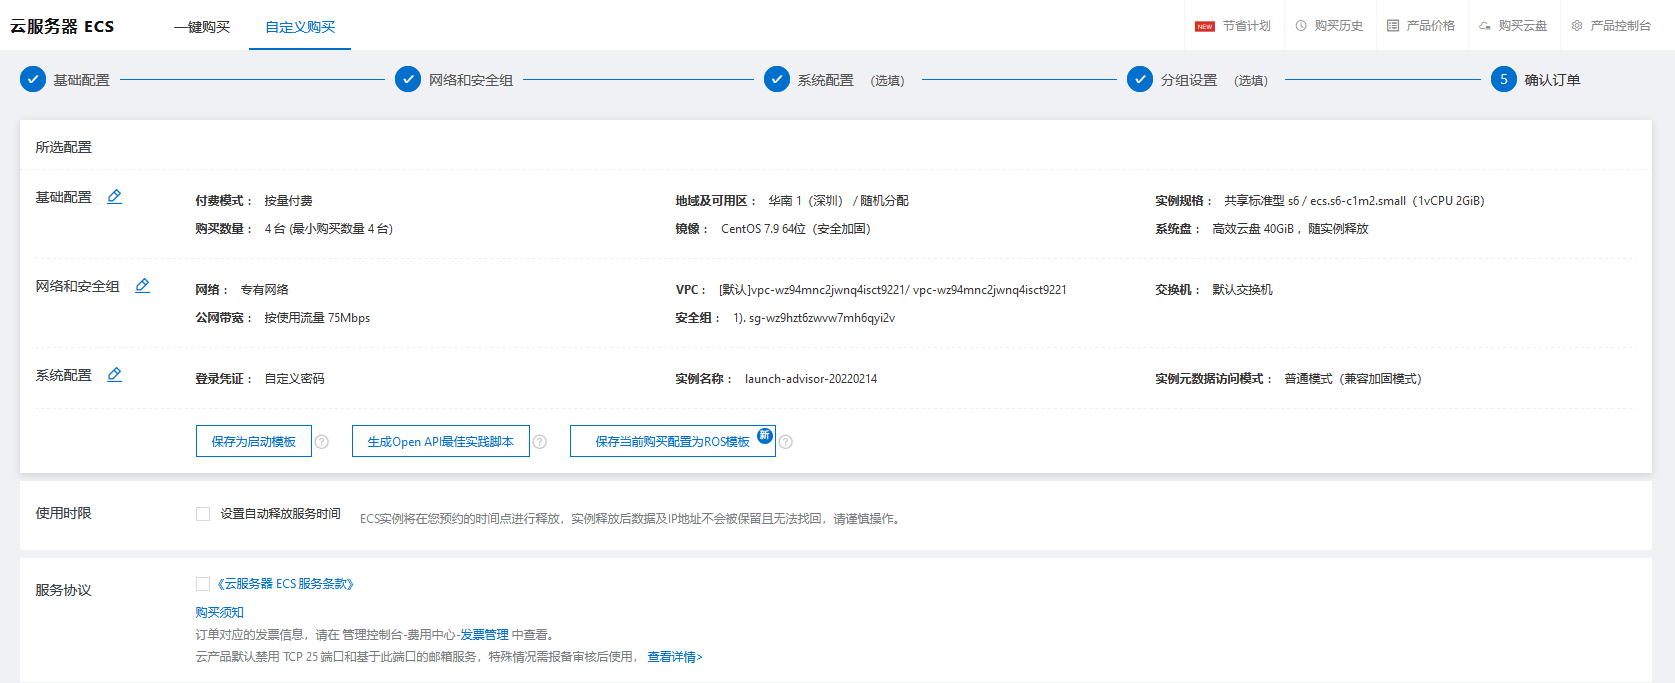 云服务器 ECS 一键购买 自定义购买 NEW 节省计划 购买历史 产品价格 购买云盘 产品控制台
基础配置 网络和安全组 系统配置 (选填) 分组设置 (选填) 5 确认订单
所选配置
基础配置 付费模式： 按量付费 地域及可用区： 华南 1（深圳） / 随机分配 实例规格： 共享标准型 s6 / ecs.s6-c1m2.small（1vCPU 2GiB）
购买数量： 4 台 (最小购买数量 4 台) 镜像： CentOS 7.9 64位（安全加固） 系统盘： 高效云盘 40GiB ，随实例释放
网络和安全组 网络： 专有网络 VPC： [默认]vpc-wz94mnc2jwnq4isct9221/ vpc-wz94mnc2jwnq4isct9221 交换机： 默认交换机
公网带宽： 按使用流量 75Mbps 安全组： 1). sg-wz9hzt6zwvw7mh6qyi2v
系统配置 登录凭证： 自定义密码 实例名称： launch-advisor-20220214 实例元数据访问模式： 普通模式（兼容加固模式）
保存为启动模板 ? 生成Open API最佳实践脚本 ? 保存当前购买配置为ROS模板 新 ?
使用时限 设置自动释放服务时间 ECS实例将在您预约的时间点进行释放，实例释放后数据及IP地址不会被保留且无法找回，请谨慎操作。
服务协议 《云服务器 ECS 服务条款》
购买须知
订单对应的发票信息，请在 管理控制台-费用中心-发票管理 中查看。
云产品默认禁用 TCP 25 端口和基于此端口的邮箱服务，特殊情况需报备审核后使用， 查看详情>